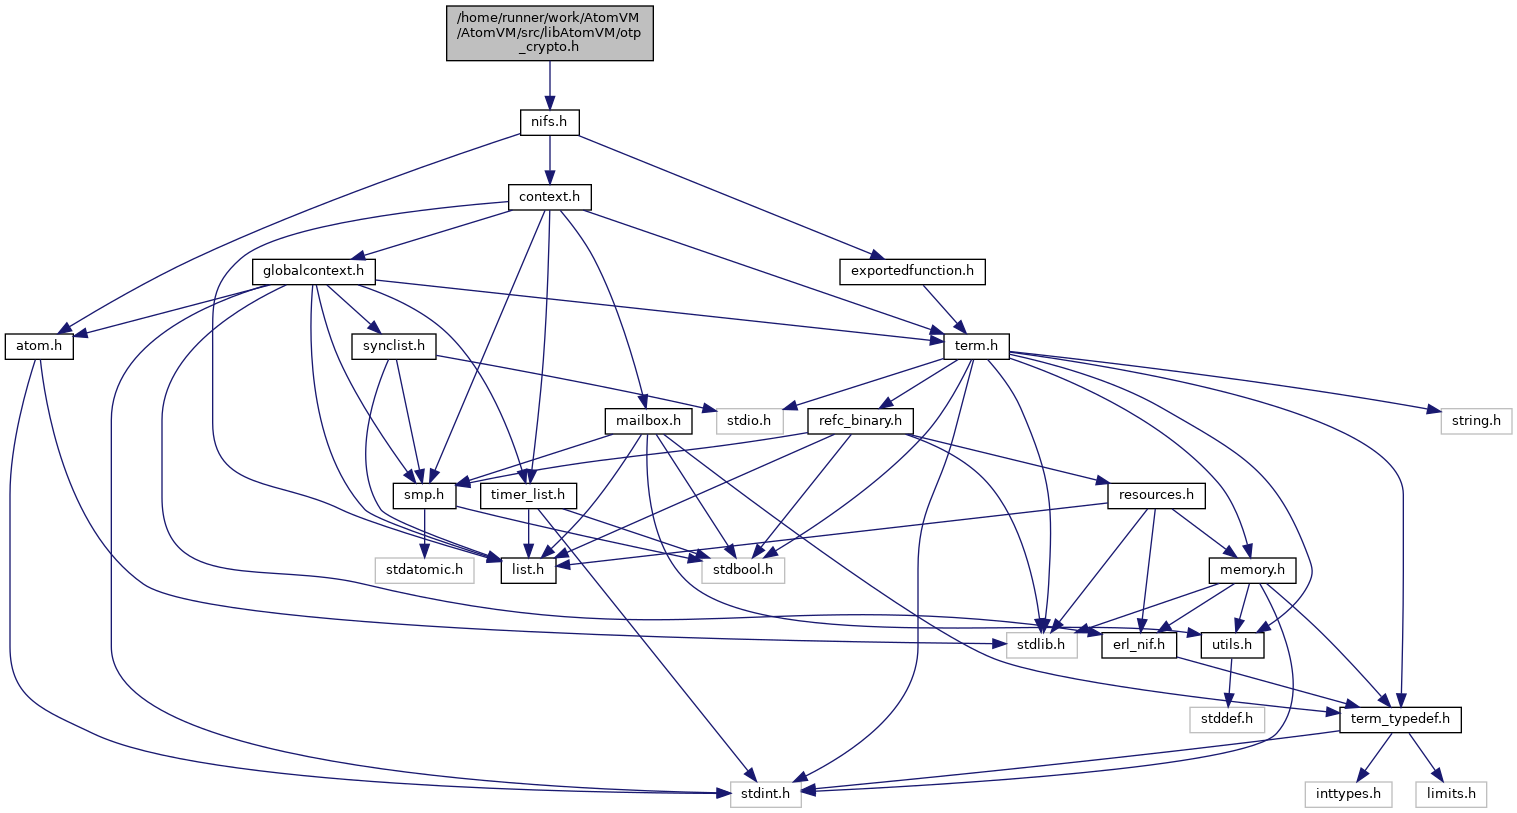 /home/runner/work/AtomVM
/AtomVM/src/libAtomVM/otp
_crypto.h
nifs.h
context.h
globalcontext.h
exportedfunction.h
atom.h
synclist.h
term.h
mailbox.h
stdio.h
refc_binary.h
string.h
smp.h
timer_list.h
resources.h
stdatomic.h
list.h
stdbool.h
memory.h
stdlib.h
erl_nif.h
utils.h
stddef.h
term_typedef.h
stdint.h
inttypes.h
limits.h